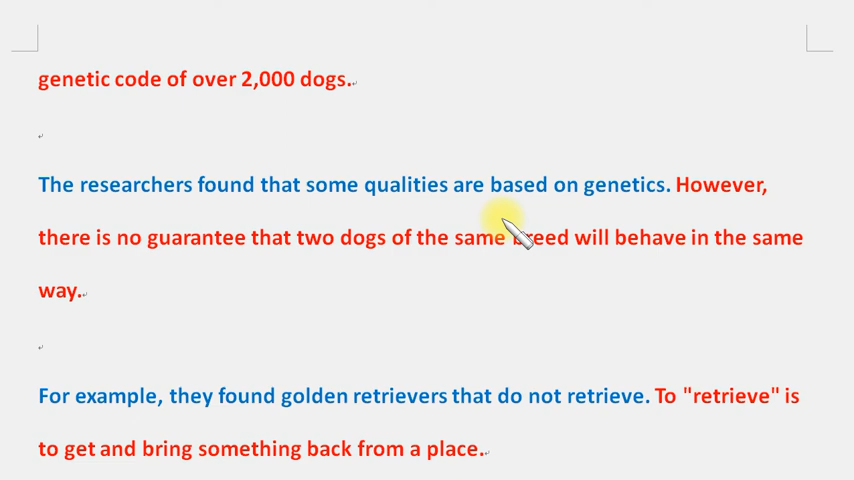 genetic code of over 2,000 dogs.
The researchers found that some qualities are based on genetics. However,
there is no guarantee that two dogs of the same breed will behave in the same
way.
For example, they found golden retrievers that do not retrieve. To "retrieve" is
to get and bring something back from a place.